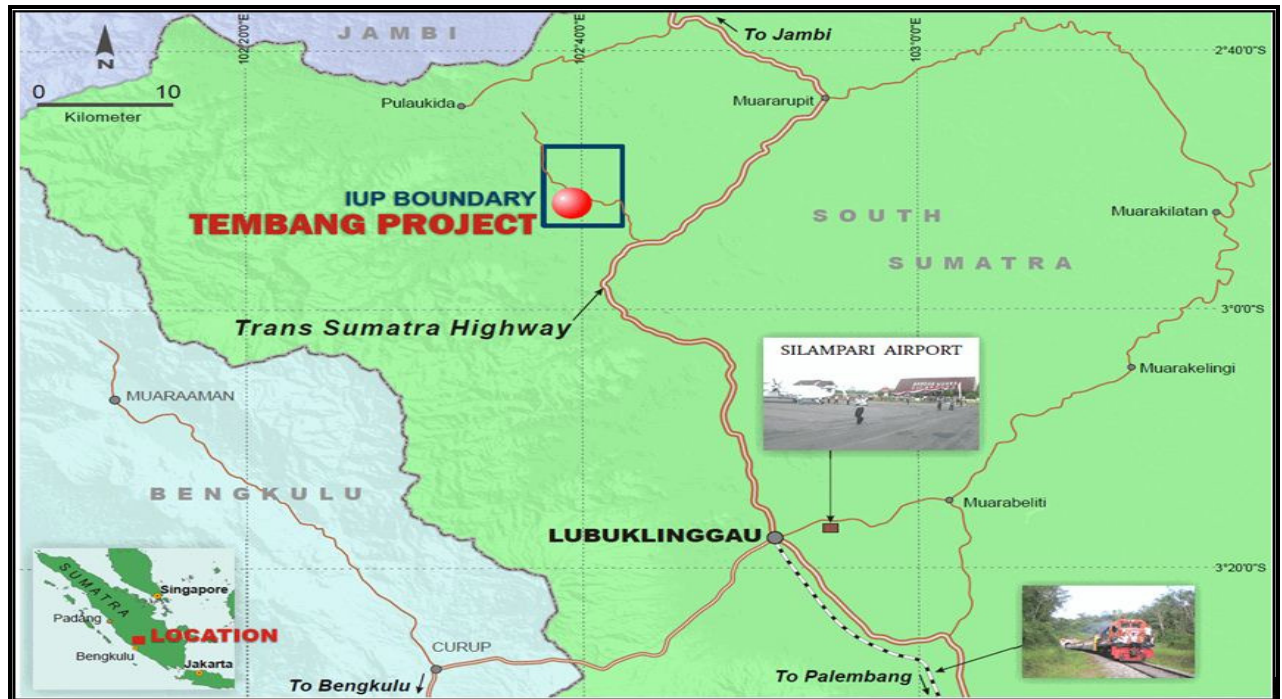 JAMBI
To Jambi
102°20'0"E
102°40'0"E
103°0'0"E
2°40'0"S
N
0 10
Kilometer
Pulaukida
Muararupit
IUP BOUNDARY
TEMBANG PROJECT
SOUTH
SUMATRA
Muarakilatan
Trans Sumatra Highway
3°0'0"S
SILAMPARI AIRPORT
Muarakelingi
MUARAAMAN
BENGKULU
Muarabeliti
LUBUKLINGGAU
3°20'0"S
SUMATRA
Singapore
Padang
LOCATION
Bengkulu
Jakarta
CURUP
To Bengkulu
To Palembang